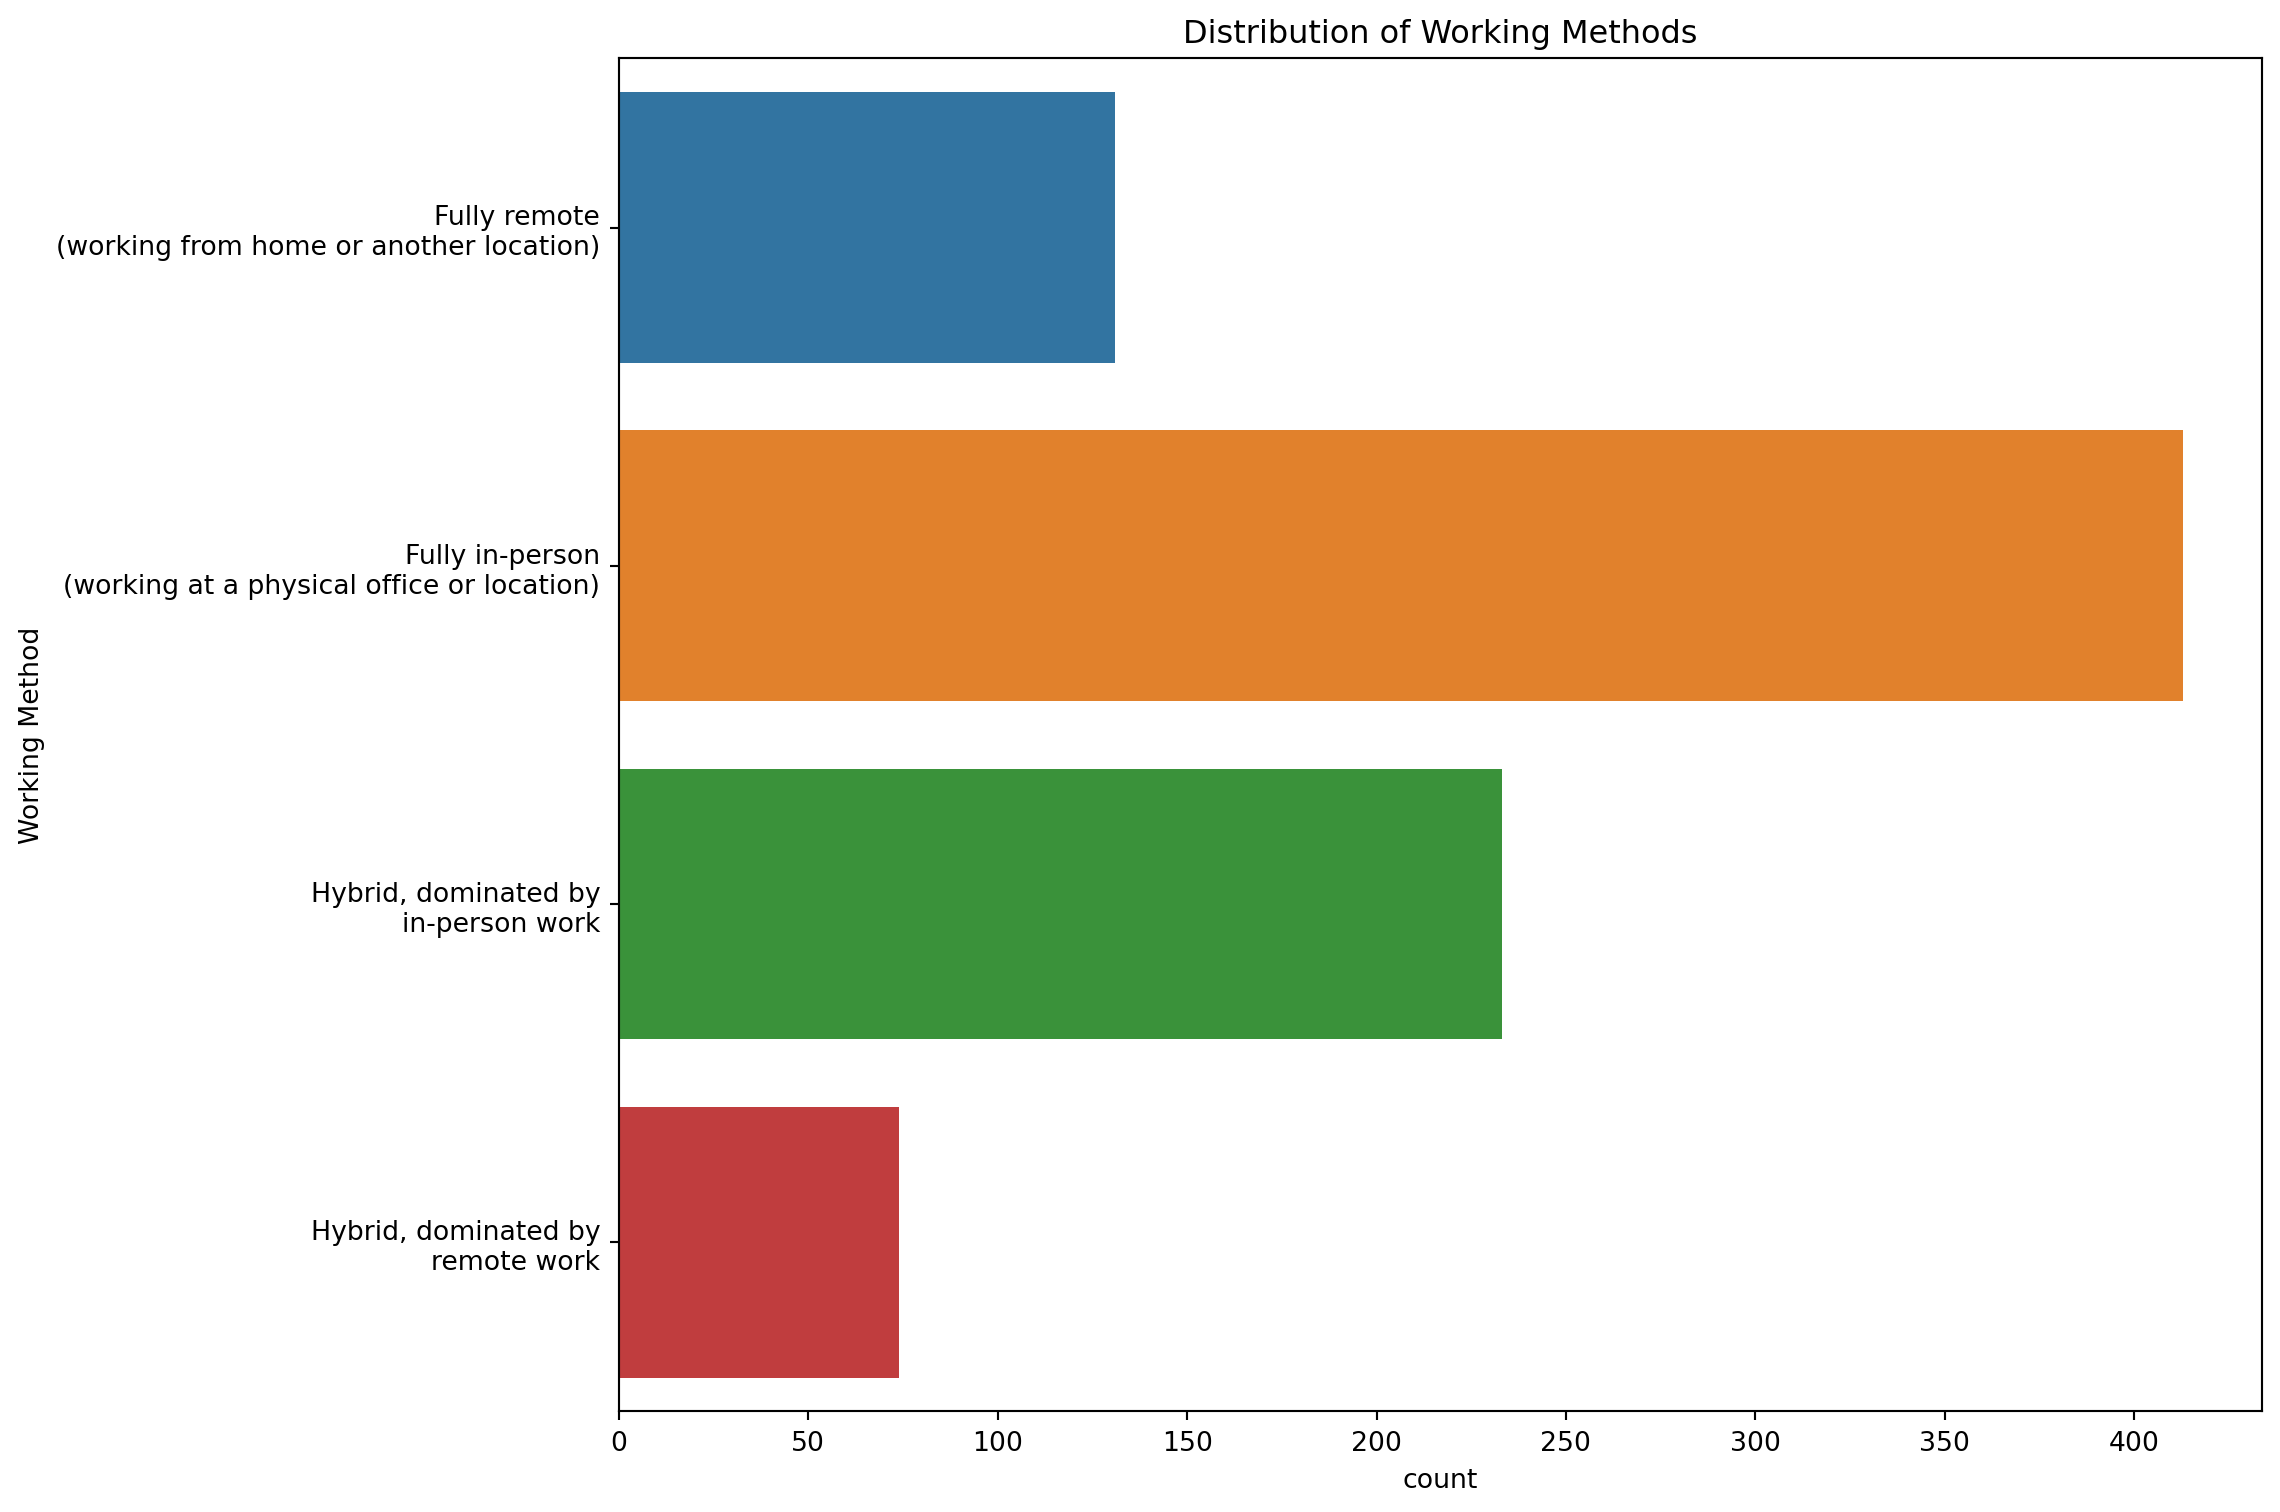 Distribution of Working Methods
Fully remote
(working from home or another location)
Fully in-person
(working at a physical office or location)
Working Method
Hybrid, dominated by
in-person work
Hybrid, dominated by
remote work
0 50 100 150 200 250 300 350 400
count